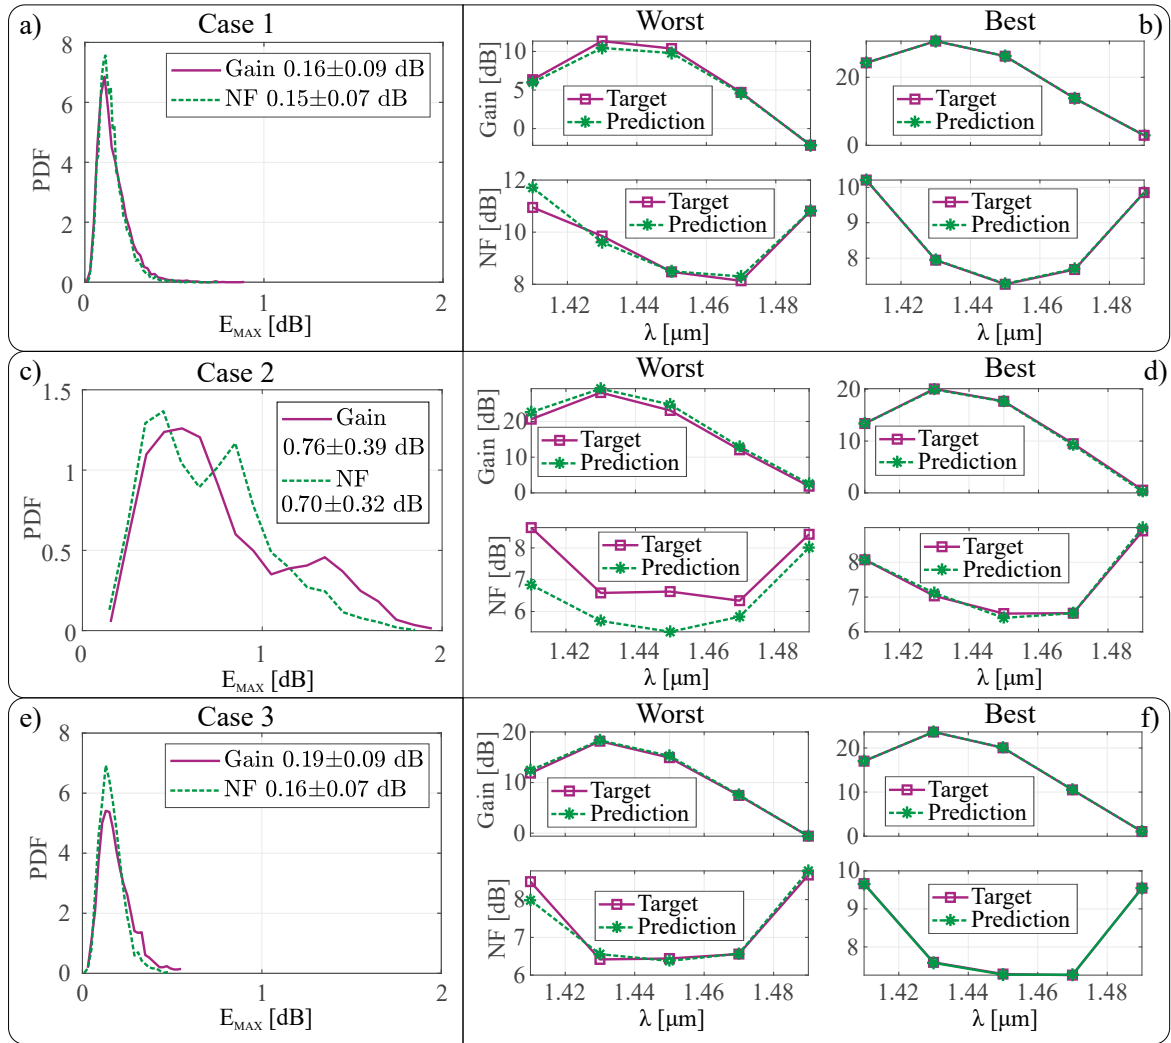 a)
Case 1
8
6
4
2
0
PDF
Gain 0.16±0.09 dB
NF 0.15±0.07 dB
0
1
2
E_MAX [dB]
Worst
Best
b)
Gain [dB]
10
5
0
Target
Prediction
20
0
Target
Prediction
NF [dB]
12
10
8
Target
Prediction
1.42
1.44
1.46
1.48
λ [μm]
10
8
Target
Prediction
1.42
1.44
1.46
1.48
λ [μm]
c)
Case 2
1.5
1
0.5
0
PDF
Gain
0.76±0.39 dB
NF
0.70±0.32 dB
0
1
2
E_MAX [dB]
Worst
Best
d)
Gain [dB]
20
10
0
Target
Prediction
20
10
0
Target
Prediction
NF [dB]
8
7
6
Target
Prediction
1.42
1.44
1.46
1.48
λ [μm]
8
7
6
Target
Prediction
1.42
1.44
1.46
1.48
λ [μm]
e)
Case 3
8
6
4
2
0
PDF
Gain 0.19±0.09 dB
NF 0.16±0.07 dB
0
1
2
E_MAX [dB]
Worst
Best
f)
Gain [dB]
20
10
0
Target
Prediction
20
10
0
Target
Prediction
NF [dB]
8
6
Target
Prediction
1.42
1.44
1.46
1.48
λ [μm]
10
9
8
Target
Prediction
1.42
1.44
1.46
1.48
λ [μm]